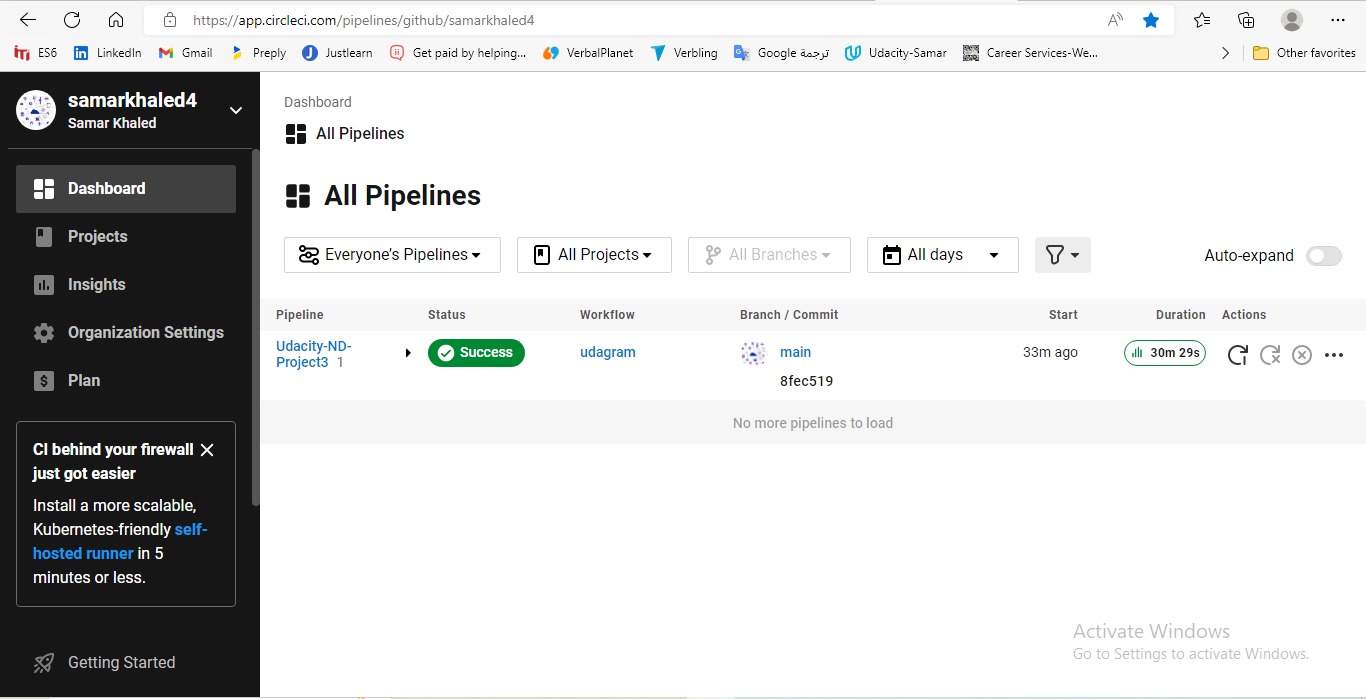 https://app.circleci.com/pipelines/github/samarkhaled4
ES6 LinkedIn Gmail Preply Justlearn Get paid by helping... VerbalPlanet Verbling Google ترجمة Udacity-Samar Career Services-We... Other favorites
samarkhaled4
Samar Khaled
Dashboard
Projects
Insights
Organization Settings
Plan
CI behind your firewall
just got easier
Install a more scalable,
Kubernetes-friendly self-
hosted runner in 5
minutes or less.
Getting Started
Dashboard
All Pipelines
All Pipelines
Everyone’s Pipelines All Projects All Branches All days Auto-expand
Pipeline Status Workflow Branch / Commit Start Duration Actions
Udacity-ND-
Project3 1
Success udagram main 33m ago 30m 29s
8fec519
No more pipelines to load
Activate Windows
Go to Settings to activate Windows.